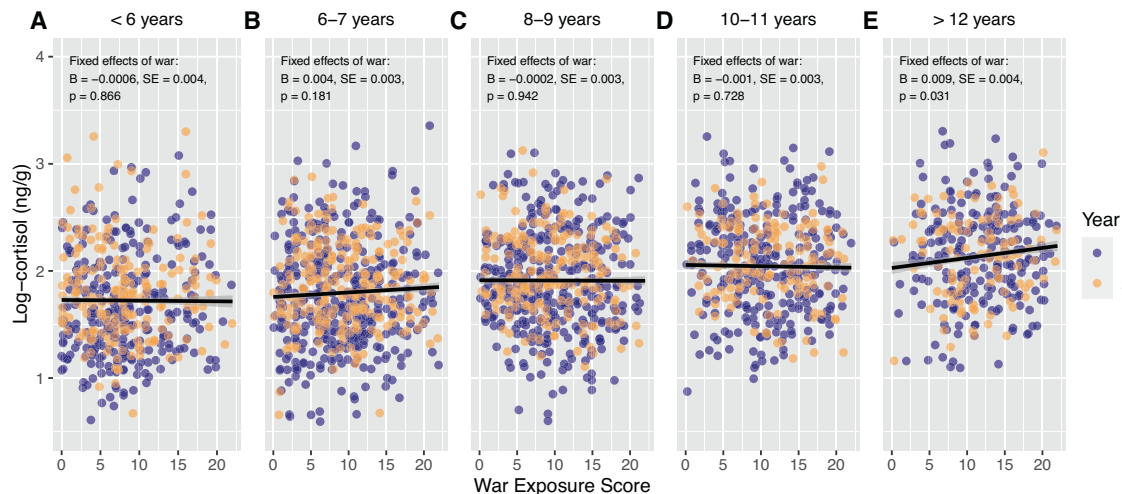 A < 6 years
B 6–7 years
C 8–9 years
D 10–11 years
E > 12 years
Fixed effects of war:
B = −0.0006, SE = 0.004,
p = 0.866
Fixed effects of war:
B = 0.004, SE = 0.003,
p = 0.181
Fixed effects of war:
B = −0.0002, SE = 0.003,
p = 0.942
Fixed effects of war:
B = −0.001, SE = 0.003,
p = 0.728
Fixed effects of war:
B = 0.009, SE = 0.004,
p = 0.031
Log−cortisol (ng/g)
4
3
2
1
0 5 10 15 20
0 5 10 15 20
0 5 10 15 20
0 5 10 15 20
0 5 10 15 20
War Exposure Score
Year